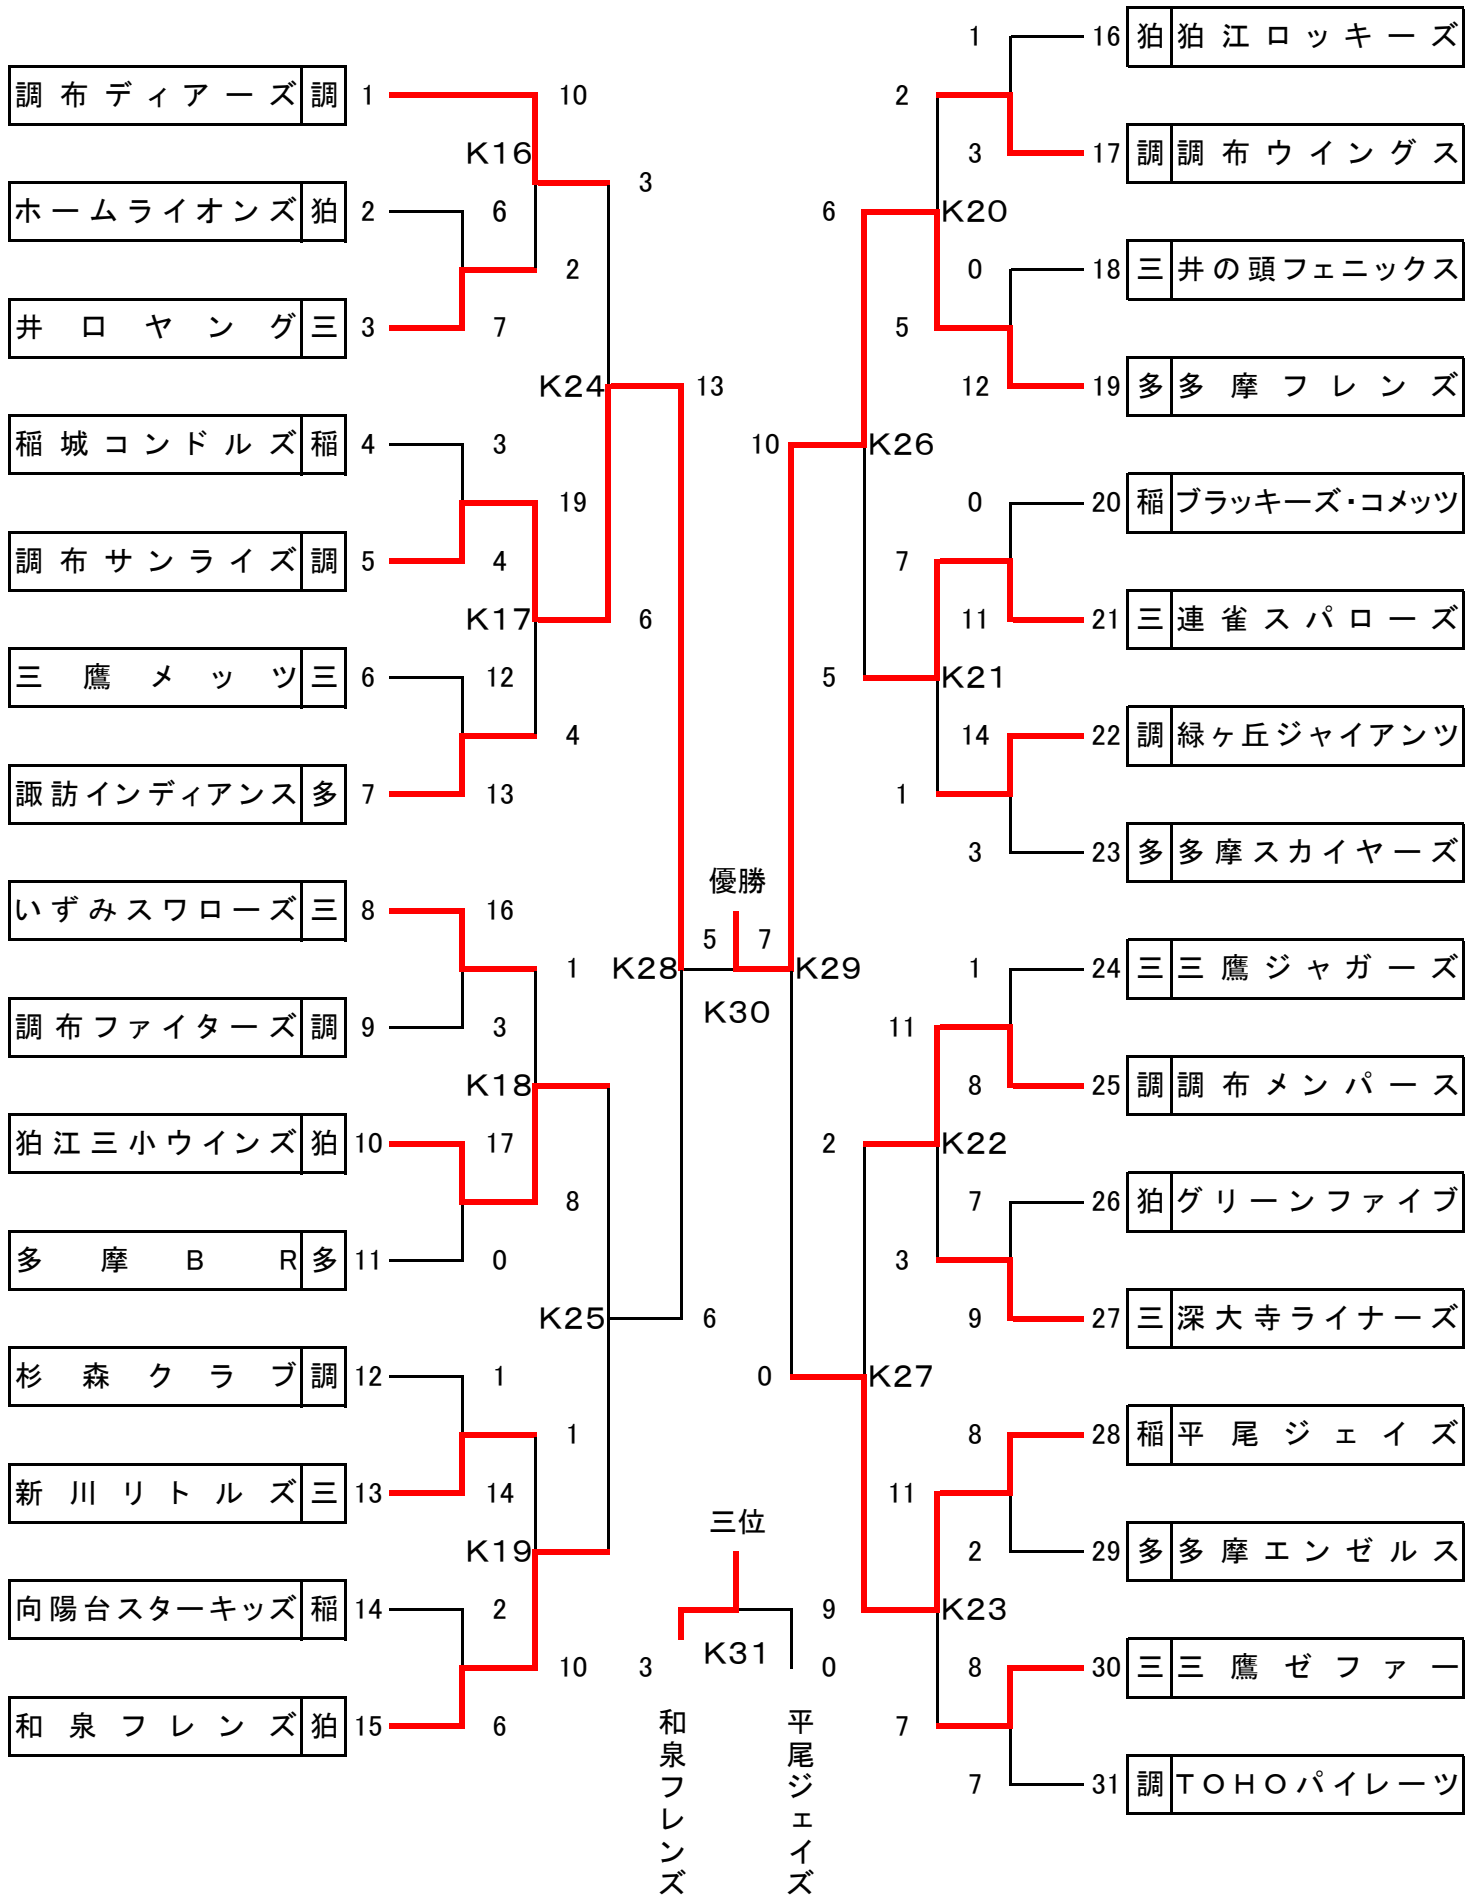 調布ディアーズ 調 1 10
K16
3
ホームライオンズ 狛 2 6
2
井口ヤング 三 3 7
K24 13
稲城コンドルズ 稲 4 3
19
調布サンライズ 調 5 4
K17 6
三鷹メッツ 三 6 12
4
諏訪インディアンス 多 7 13
いずみスワローズ 三 8 16
1
調布ファイターズ 調 9 3
K18
狛江三小ウインズ 狛 10 17
8
多摩BR 多 11 0
K25 6
杉森クラブ 調 12 1
1
新川リトルズ 三 13 14
K19
向陽台スターキッズ 稲 14 2
10
和泉フレンズ 狛 15 6
優勝
5 7
K28 K29
K30
三位
K31
3 0
和泉フレンズ
平尾ジェイズ
1 16 狛 狛江ロッキーズ
2
3 17 調 調布ウイングス
6 K20
0 18 三 井の頭フェニックス
5
12 19 多 多摩フレンズ
10 K26
0 20 稲 ブラッキーズ・コメッツ
7
11 21 三 連雀スパローズ
5 K21
14 22 調 緑ヶ丘ジャイアンツ
1
3 23 多 多摩スカイヤーズ
1 24 三 三鷹ジャガーズ
11
8 25 調 調布メンパース
2 K22
7 26 狛 グリーンファイブ
3
9 27 三 深大寺ライナーズ
0 K27
8 28 稲 平尾ジェイズ
11
2 29 多 多摩エンゼルス
9 K23
8 30 三 三鷹ゼファー
7
7 31 調 TOHOパイレーツ